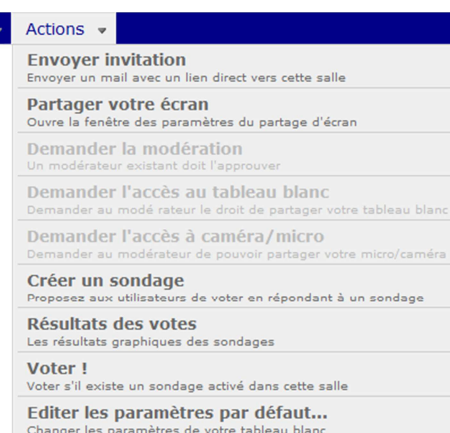 Actions
Envoyer invitation
Envoyer un mail avec un lien direct vers cette salle
Partager votre écran
Ouvre la fenêtre des paramètres du partage d'écran
Demander la modération
Un modérateur existant doit l'approuver
Demander l'accès au tableau blanc
Demander au modé rateur le droit de partager votre tableau blanc
Demander l'accès à caméra/micro
Demander au modérateur de pouvoir partager votre micro/caméra
Créer un sondage
Proposez aux utilisateurs de voter en répondant à un sondage
Résultats des votes
Les résultats graphiques des sondages
Voter !
Voter s'il existe un sondage activé dans cette salle
Editer les paramètres par défaut...
Changer les paramètres de votre tableau blanc